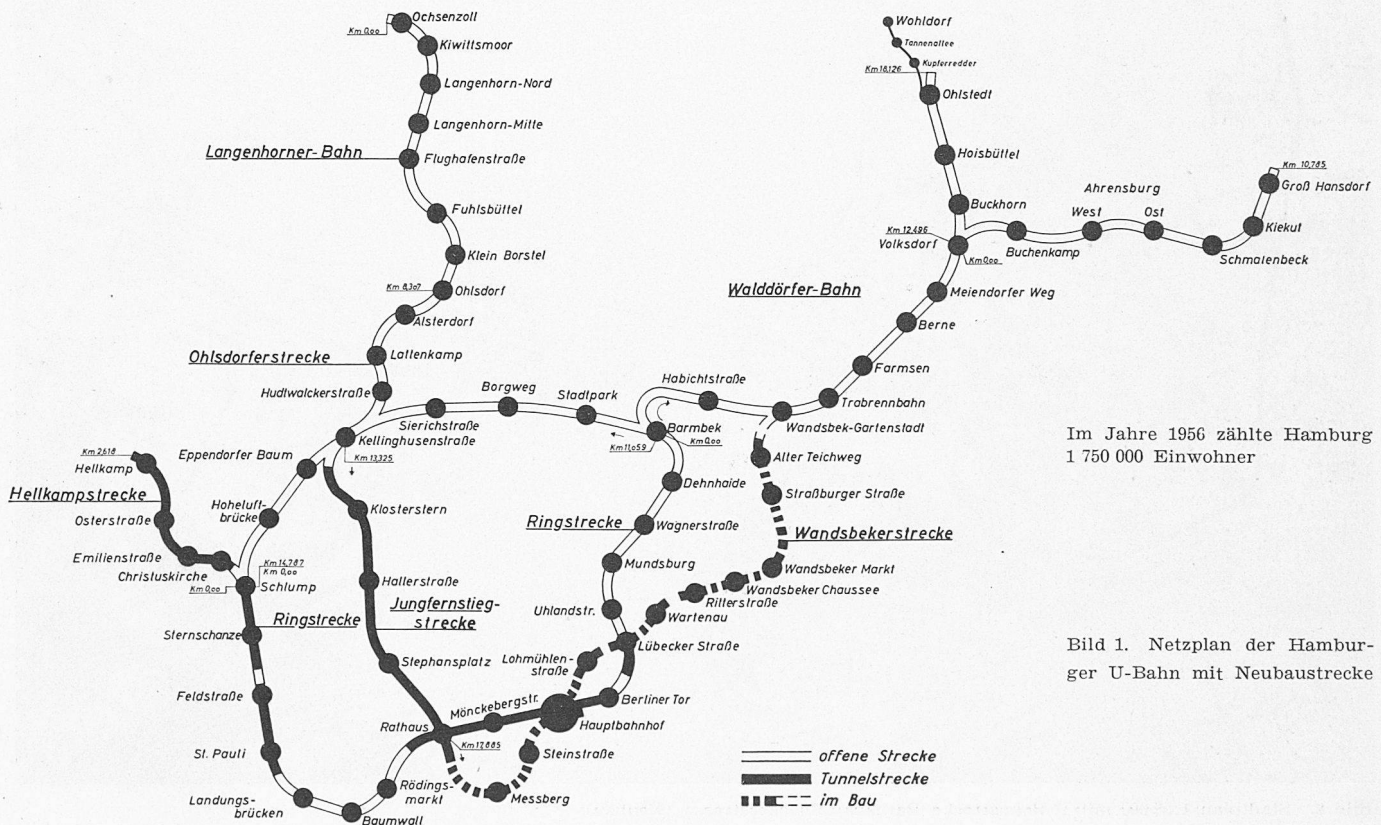 Ochsenzoll
Km 0,00
Kiwittsmoor
Langenhorn-Nord
Langenhorn-Mitte
Langenhorner-Bahn
Flughafenstraße
Fuhlsbüttel
Klein Borstel
Km 8,307
Ohlsdorf
Alsterdorf
Ohlsdorferstrecke
Lattenkamp
Hudtwalckerstraße
Sierichstraße
Borgweg
Stadtpark
Habichtstraße
Kellinghusenstraße
Km 13,325
Eppendorfer Baum
Km 2,618
Hellkamp
Hellkampstrecke
Hoheluft-
brücke
Osterstraße
Emilienstraße
Christuskirche
Km 14,787
Km 0,00
Km 0,00
Schlump
Klosterstern
Hallerstraße
Jungfernstieg-
strecke
Ringstrecke
Sternschanze
Stephansplatz
Feldstraße
St. Pauli
Landungs-
brücken
Baumwall
Rödings-
markt
Rathaus
Km 17,885
Mönckebergstr.
Hauptbahnhof
Steinstraße
Messberg
Berliner Tor
Lohmühlen-
straße
Lübecker Straße
Uhlandstr.
Mundsburg
Ringstrecke
Wagnerstraße
Dehnhaide
Barmbek
Km 11,059
Km 0,00
Wartenau
Ritterstraße
Wandsbeker Chaussee
Wandsbeker Markt
Wandsbekerstrecke
Straßburger Straße
Alter Teichweg
Wandsbek-Gartenstadt
Trabrennbahn
Farmsen
Berne
Meiendorfer Weg
Walddörfer-Bahn
Km 12,496
Volksdorf
Km 0,00
Buckhorn
Hoisbüttel
Ohlstedt
Km 18,126
Kupferredder
Tannenallee
Wohldorf
Buchenkamp
Ahrensburg
West
Ost
Schmalenbeck
Kiekut
Groß Hansdorf
Km 10,785
offene Strecke
Tunnelstrecke
im Bau
Im Jahre 1956 zählte Hamburg
1 750 000 Einwohner
Bild 1. Netzplan der Hambur-
ger U-Bahn mit Neubaustrecke